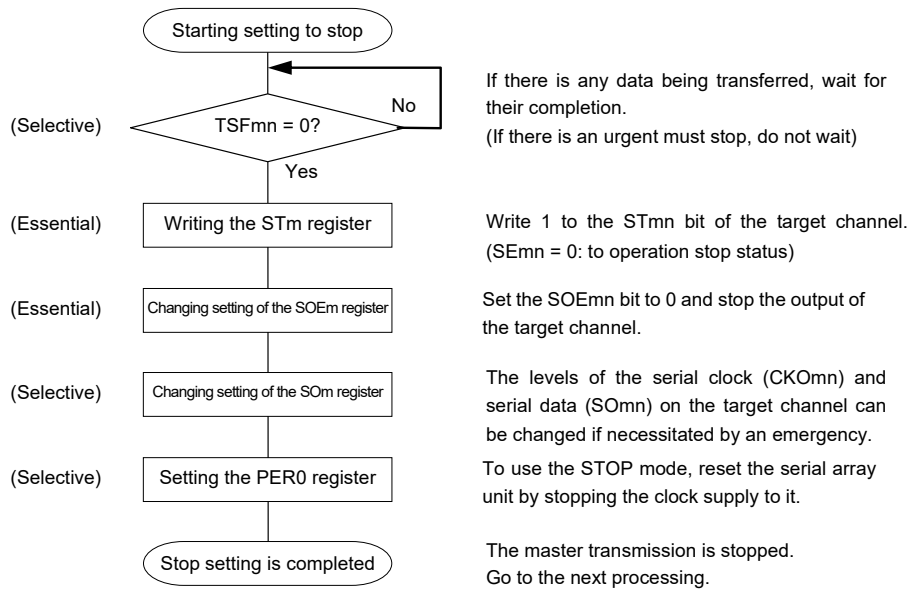 Starting setting to stop
No
If there is any data being transferred, wait for
their completion.
(If there is an urgent must stop, do not wait)
(Selective)
TSFmn = 0?
Yes
(Essential)
Writing the STm register
Write 1 to the STmn bit of the target channel.
(SEmn = 0: to operation stop status)
(Essential)
Changing setting of the SOEm register
Set the SOEmn bit to 0 and stop the output of
the target channel.
(Selective)
Changing setting of the SOm register
The levels of the serial clock (CKOmn) and
serial data (SOmn) on the target channel can
be changed if necessitated by an emergency.
(Selective)
Setting the PER0 register
To use the STOP mode, reset the serial array
unit by stopping the clock supply to it.
Stop setting is completed
The master transmission is stopped.
Go to the next processing.